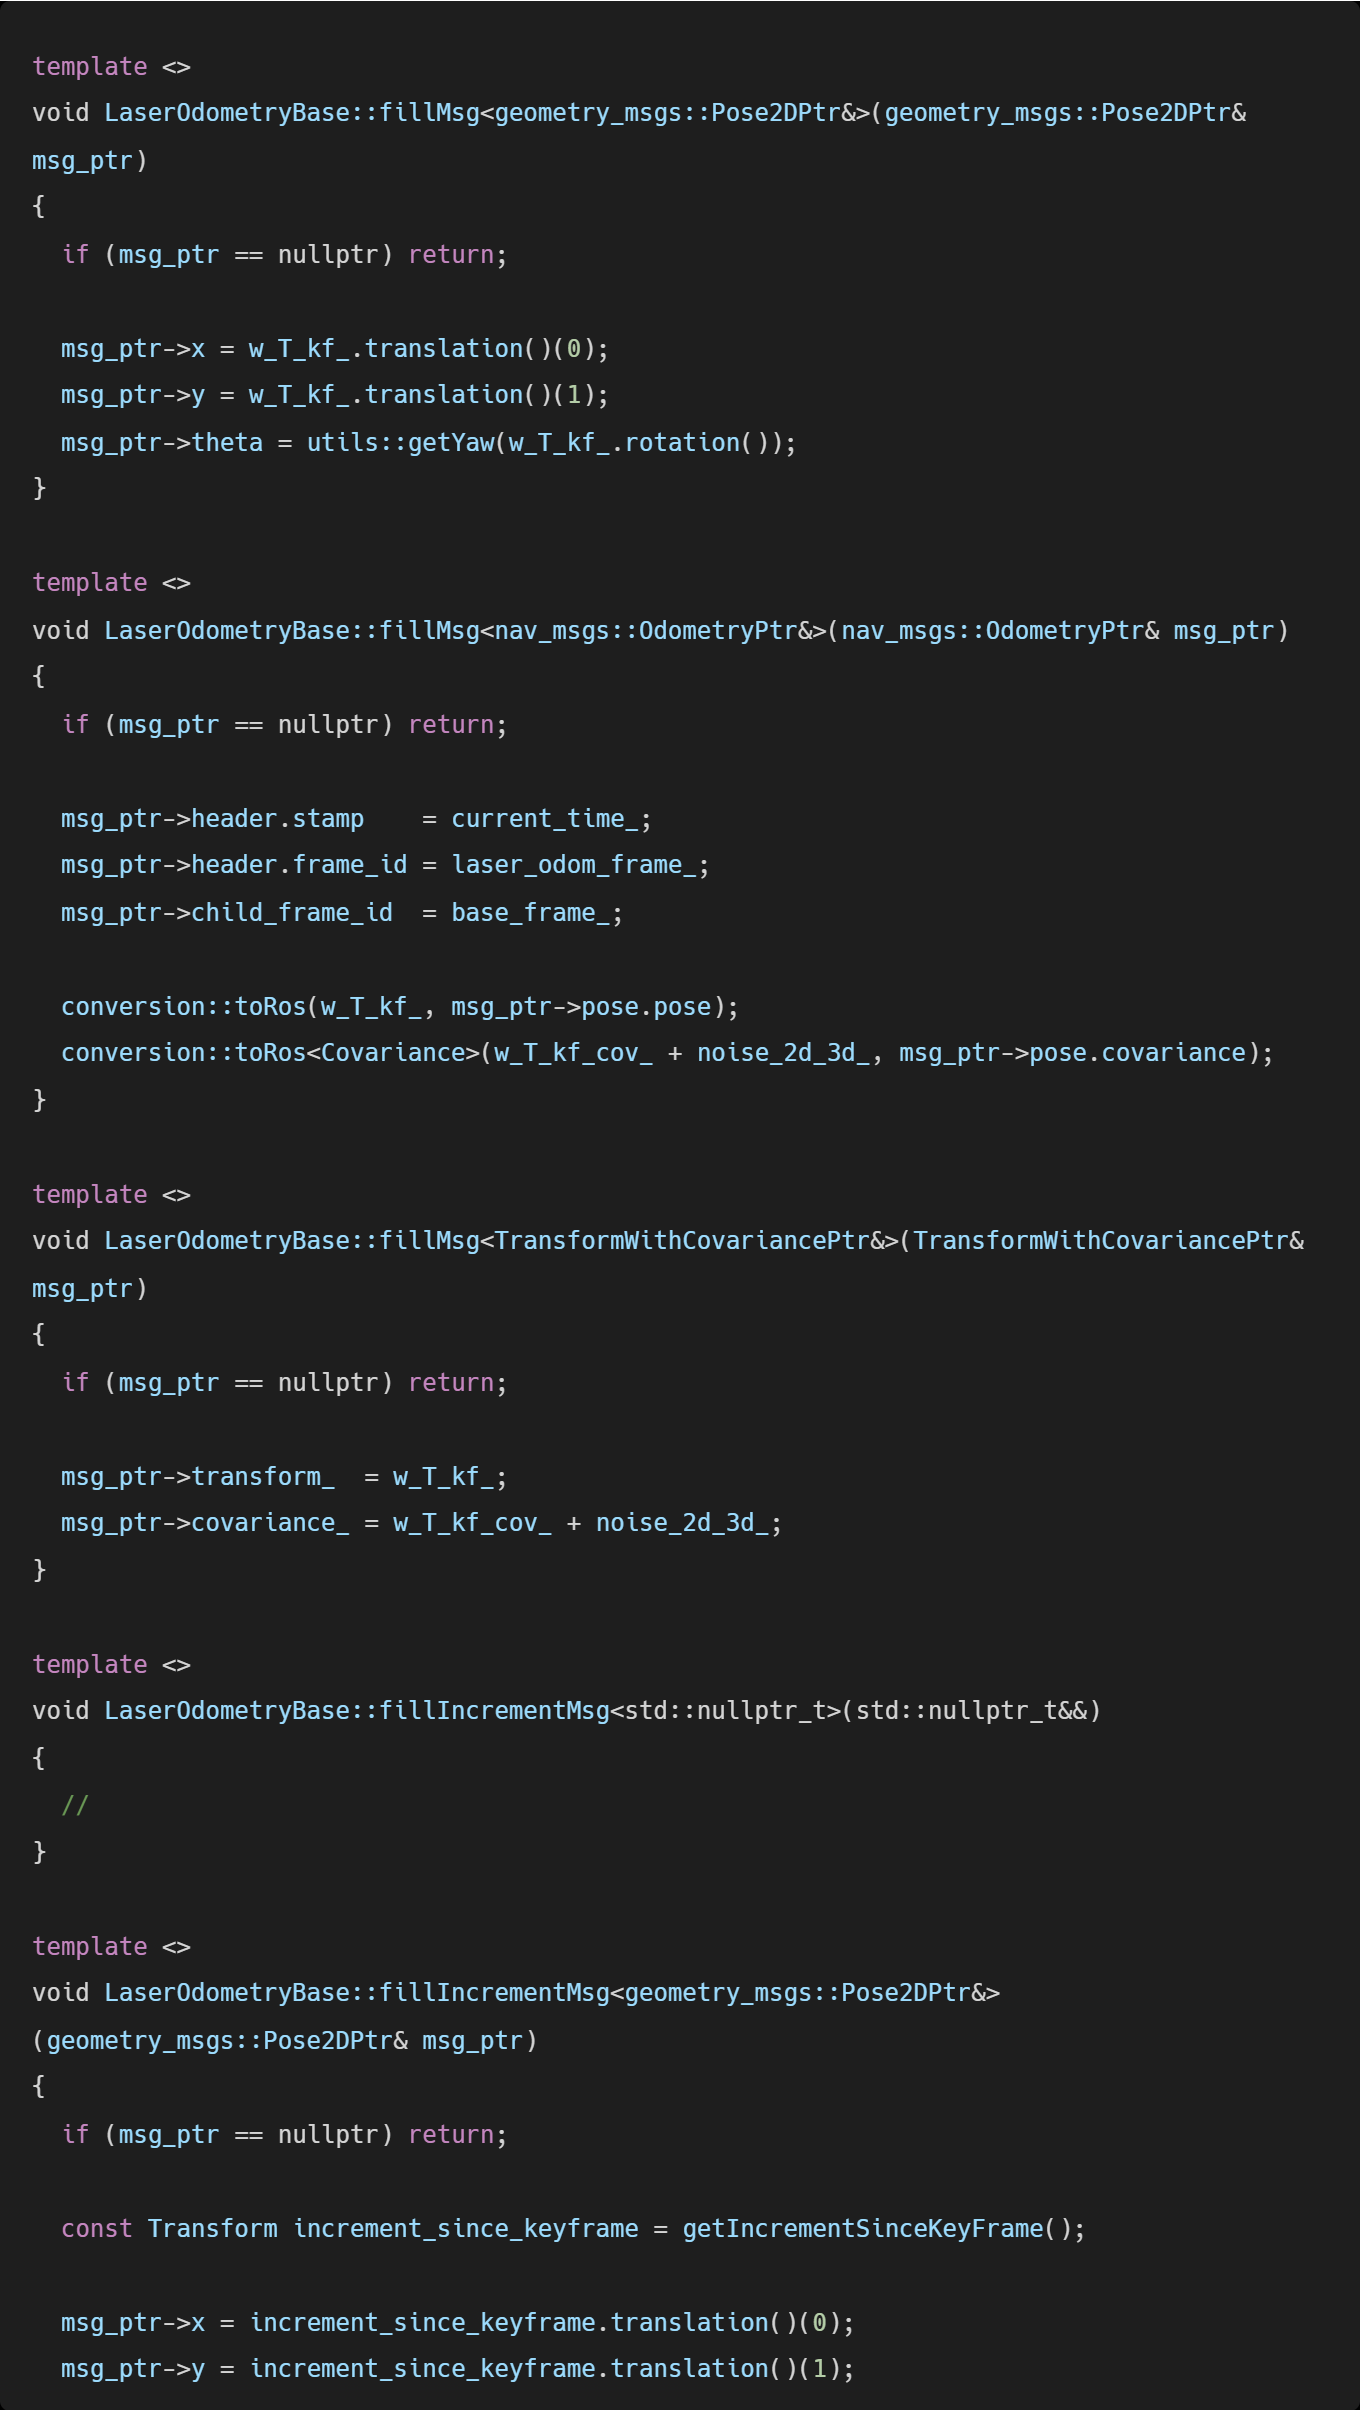 template <>
void LaserOdometryBase::fillMsg<geometry_msgs::Pose2DPtr&>(geometry_msgs::Pose2DPtr&
msg_ptr)
{
  if (msg_ptr == nullptr) return;

  msg_ptr->x = w_T_kf_.translation()(0);
  msg_ptr->y = w_T_kf_.translation()(1);
  msg_ptr->theta = utils::getYaw(w_T_kf_.rotation());
}

template <>
void LaserOdometryBase::fillMsg<nav_msgs::OdometryPtr&>(nav_msgs::OdometryPtr& msg_ptr)
{
  if (msg_ptr == nullptr) return;

  msg_ptr->header.stamp    = current_time_;
  msg_ptr->header.frame_id = laser_odom_frame_;
  msg_ptr->child_frame_id  = base_frame_;

  conversion::toRos(w_T_kf_, msg_ptr->pose.pose);
  conversion::toRos<Covariance>(w_T_kf_cov_ + noise_2d_3d_, msg_ptr->pose.covariance);
}

template <>
void LaserOdometryBase::fillMsg<TransformWithCovariancePtr&>(TransformWithCovariancePtr&
msg_ptr)
{
  if (msg_ptr == nullptr) return;

  msg_ptr->transform_  = w_T_kf_;
  msg_ptr->covariance_ = w_T_kf_cov_ + noise_2d_3d_;
}

template <>
void LaserOdometryBase::fillIncrementMsg<std::nullptr_t>(std::nullptr_t&&)
{
  //
}

template <>
void LaserOdometryBase::fillIncrementMsg<geometry_msgs::Pose2DPtr&>
(geometry_msgs::Pose2DPtr& msg_ptr)
{
  if (msg_ptr == nullptr) return;

  const Transform increment_since_keyframe = getIncrementSinceKeyFrame();

  msg_ptr->x = increment_since_keyframe.translation()(0);
  msg_ptr->y = increment_since_keyframe.translation()(1);